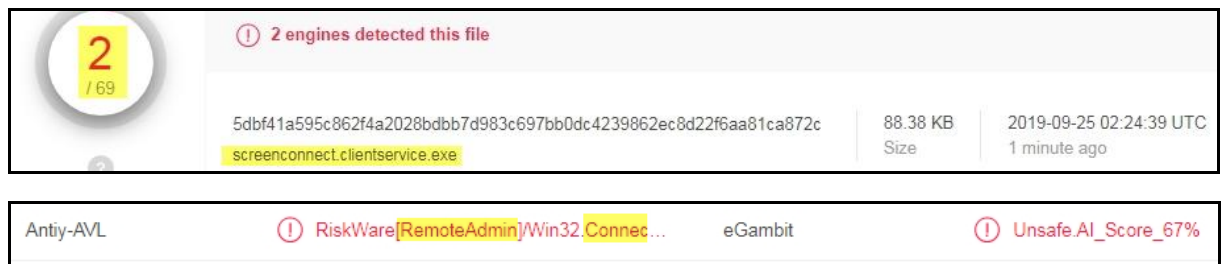 2 engines detected this file
2
/ 69
5dbf41a595c862f4a2028bdbb7d983c697bb0dc4239862ec8d22f6aa81ca872c
screenconnect.clientservice.exe
88.38 KB
Size
2019-09-25 02:24:39 UTC
1 minute ago
?
Antiy-AVL
RiskWare[RemoteAdmin]/Win32.Connec...
eGambit
Unsafe.AI_Score_67%